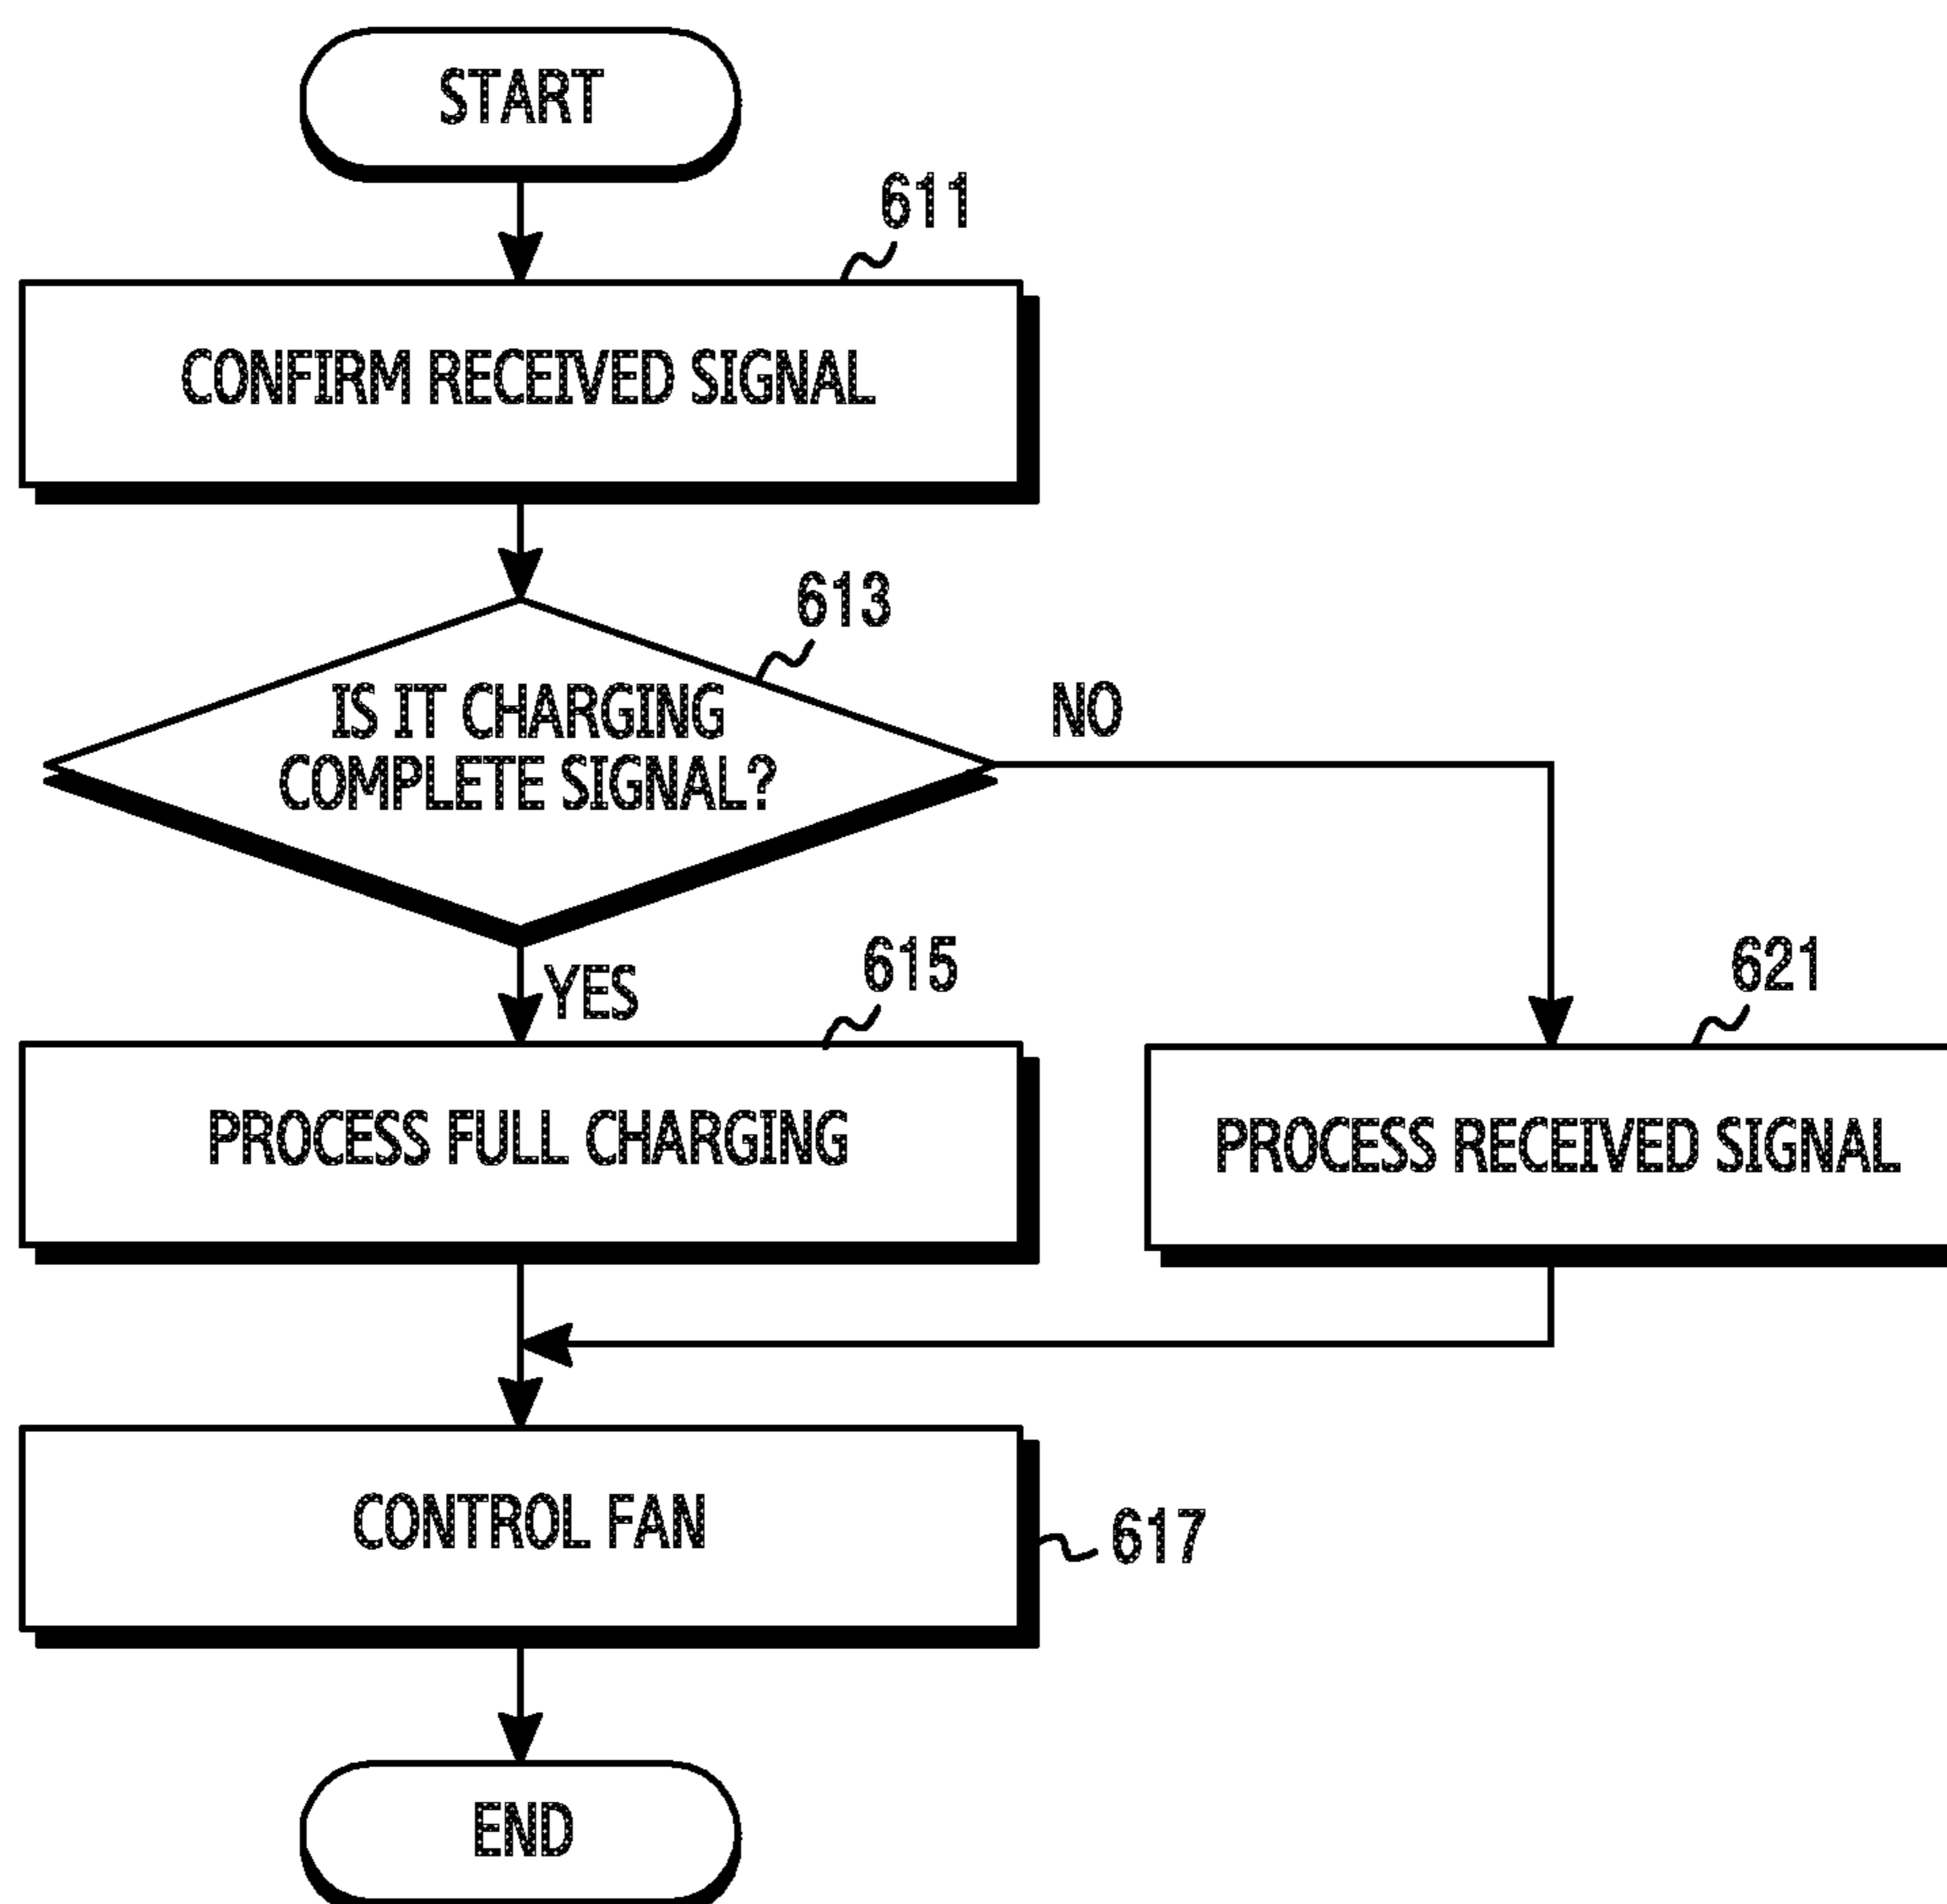 START
611
CONFIRM RECEIVED SIGNAL
613
IS IT CHARGING
COMPLETE SIGNAL?
NO
YES
615
621
PROCESS FULL CHARGING
PROCESS RECEIVED SIGNAL
CONTROL FAN
617
END